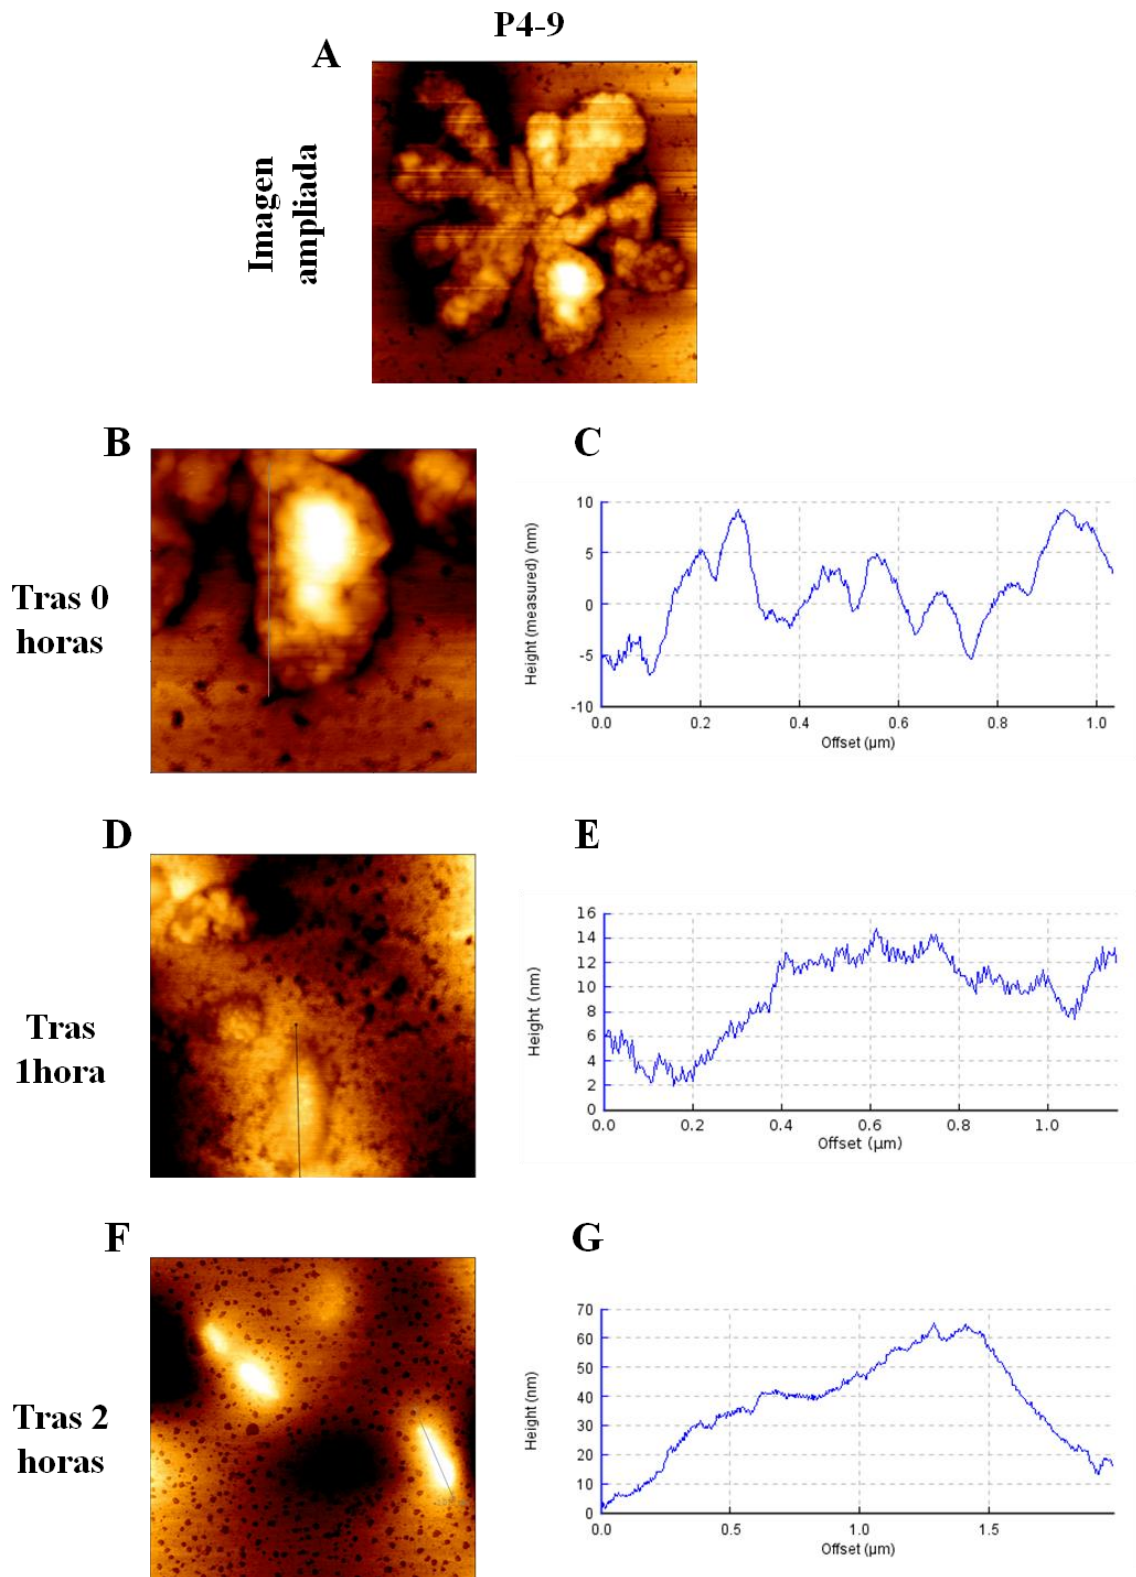 P4-9
A
Imagen
ampliada
B
C
Tras 0
horas
10
5
0
-5
-10
Height (measured) (nm)
0.0 0.2 0.4 0.6 0.8 1.0
Offset (µm)
D
E
Tras
1hora
16
14
12
10
8
6
4
2
0
Height (nm)
0.0 0.2 0.4 0.6 0.8 1.0
Offset (µm)
F
G
Tras 2
horas
70
60
50
40
30
20
10
0
Height (nm)
0.0 0.5 1.0 1.5
Offset (µm)